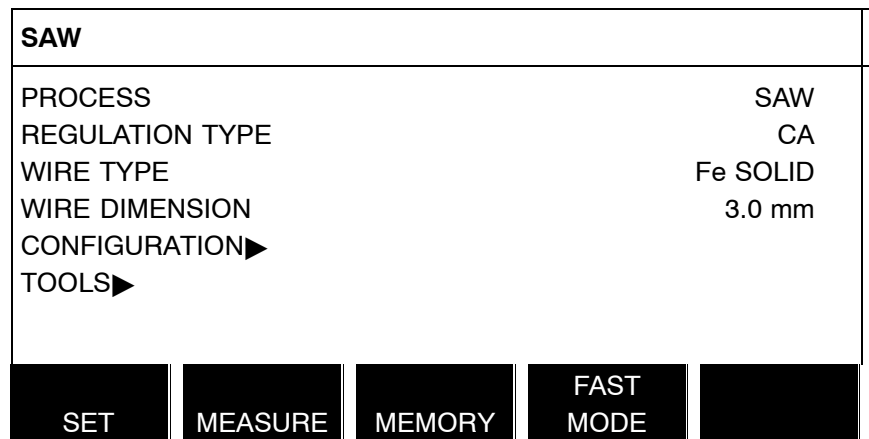 SAW
PROCESS SAW
REGULATION TYPE CA
WIRE TYPE Fe SOLID
WIRE DIMENSION 3.0 mm
CONFIGURATION▶
TOOLS▶
SET MEASURE MEMORY FAST MODE